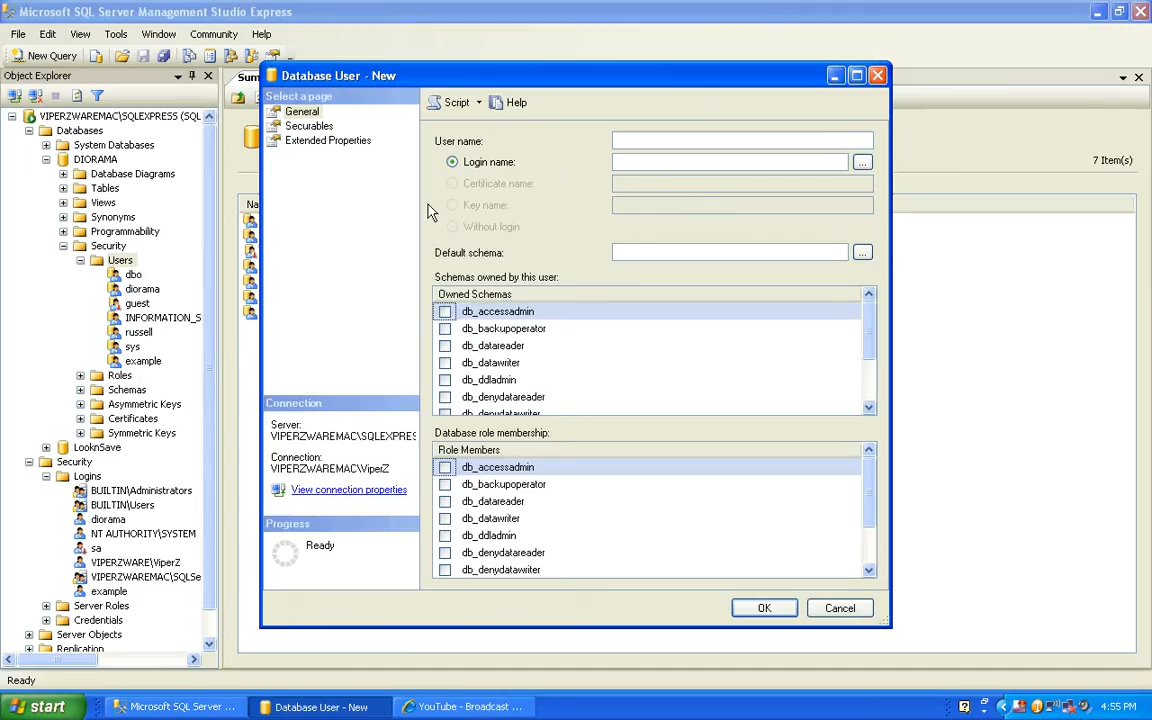 Microsoft SQL Server Management Studio Express
File Edit View Tools Window Community Help
New Query
Object Explorer
Sum
7 Item(s)
Na
VIPERZWAREMAC\SQLEXPRESS (SQL
Databases
System Databases
DIORAMA
Database Diagrams
Tables
Views
Synonyms
Programmability
Security
Users
dbo
diorama
guest
INFORMATION_S
russell
sys
example
Roles
Schemas
Asymmetric Keys
Certificates
Symmetric Keys
LooknSave
Security
Logins
BUILTIN\Administrators
BUILTIN\Users
diorama
NT AUTHORITY\SYSTEM
sa
VIPERZWARE\ViperZ
VIPERZWAREMAC\SQLSe
example
Server Roles
Credentials
Server Objects
Replication
Database User - New
Select a page
General
Securables
Extended Properties
Connection
Server:
VIPERZWAREMAC\SQLEXPRESS
Connection:
VIPERZWAREMAC\ViperZ
View connection properties
Progress
Ready
Script Help
User name:
Login name: ...
Certificate name:
Key name:
Without login
Default schema: ...
Schemas owned by this user:
Owned Schemas
db_accessadmin
db_backupoperator
db_datareader
db_datawriter
db_ddladmin
db_denydatareader
db_denydatawriter
Database role membership:
Role Members
db_accessadmin
db_backupoperator
db_datareader
db_datawriter
db_ddladmin
db_denydatareader
db_denydatawriter
OK Cancel
Ready
start Microsoft SQL Server ... Database User - New YouTube - Broadcast ... 4:55 PM